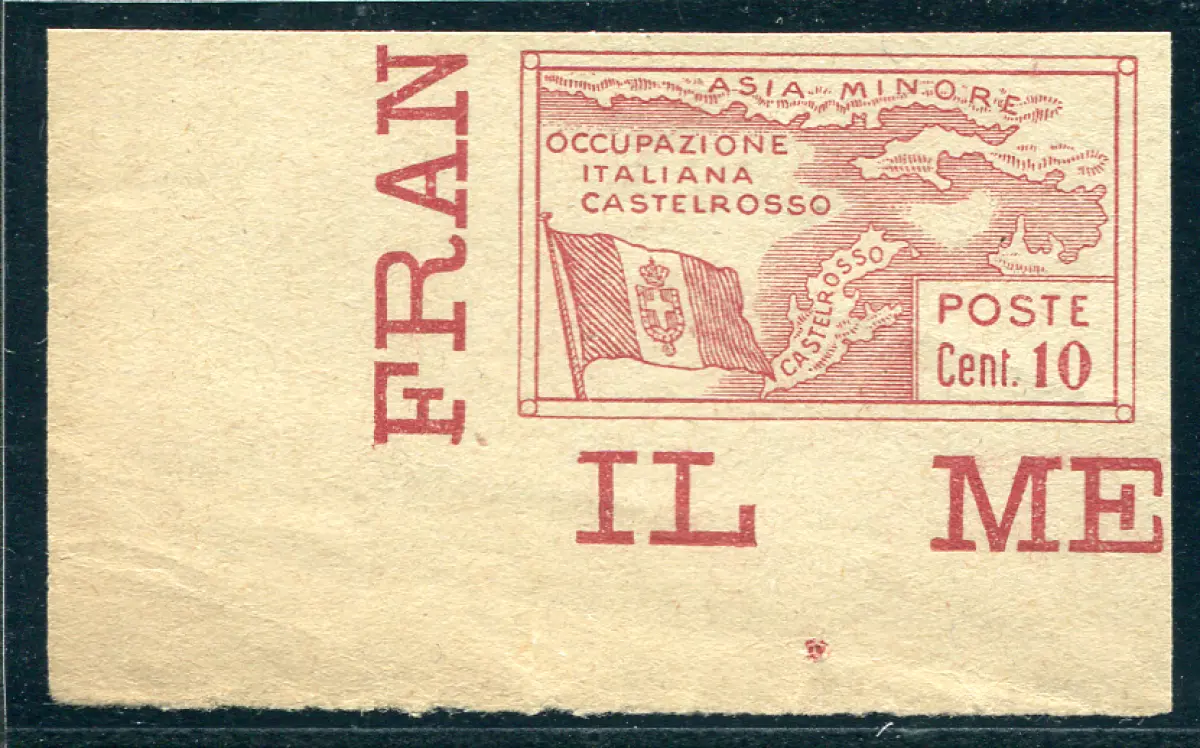 FRAN
ASIA MINORE
OCCUPAZIONE
ITALIANA
CASTELROSSO
CASTELROSSO
POSTE
Cent. 10
IL ME